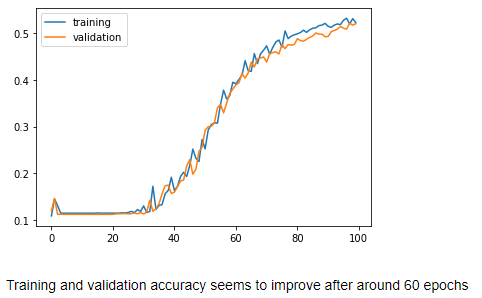 training
validation
0.5
0.4
0.3
0.2
0.1
0 20 40 60 80 100
Training and validation accuracy seems to improve after around 60 epochs